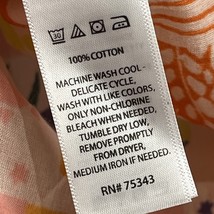 30
100% COTTON
MACHINE WASH COOL -
DELICATE CYCLE,
WASH WITH LIKE COLORS,
ONLY NON-CHLORINE
BLEACH WHEN NEEDED,
TUMBLE DRY LOW,
REMOVE PROMPTLY
FROM DRYER,
MEDIUM IRON IF NEEDED.
RN# 75343